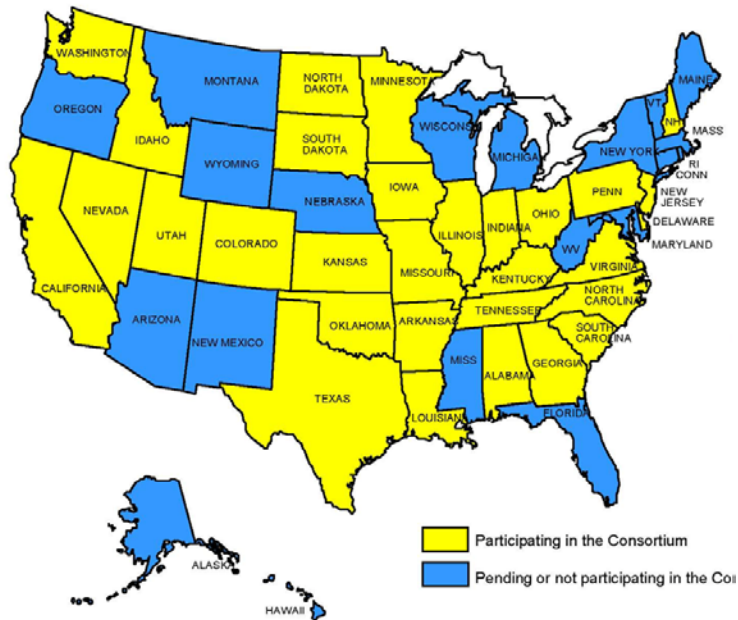 WASHINGTON
MONTANA
NORTH
DAKOTA
MINNESOTA
MAINE
OREGON
VT
NH
IDAHO
SOUTH
DAKOTA
WISCONS
MICHIGA
NEW YORK
MASS
WYOMING
RI
CONN
NEBRASKA
IOWA
PENN
NEW
JERSEY
NEVADA
UTAH
COLORADO
ILLINOIS
INDIANA
OHIO
DELAWARE
WV
MARYLAND
KANSAS
MISSOURI
KENTUCKY
VIRGINIA
CALIFORNIA
NORTH
CAROLINA
TENNESSEE
ARIZONA
NEW MEXICO
OKLAHOMA
ARKANSAS
SOUTH
CAROLINA
MISS
ALABAMA
GEORGIA
TEXAS
LOUISIAN
FLORIDA
ALASKA
HAWAII
Participating in the Consortium
Pending or not participating in the Co